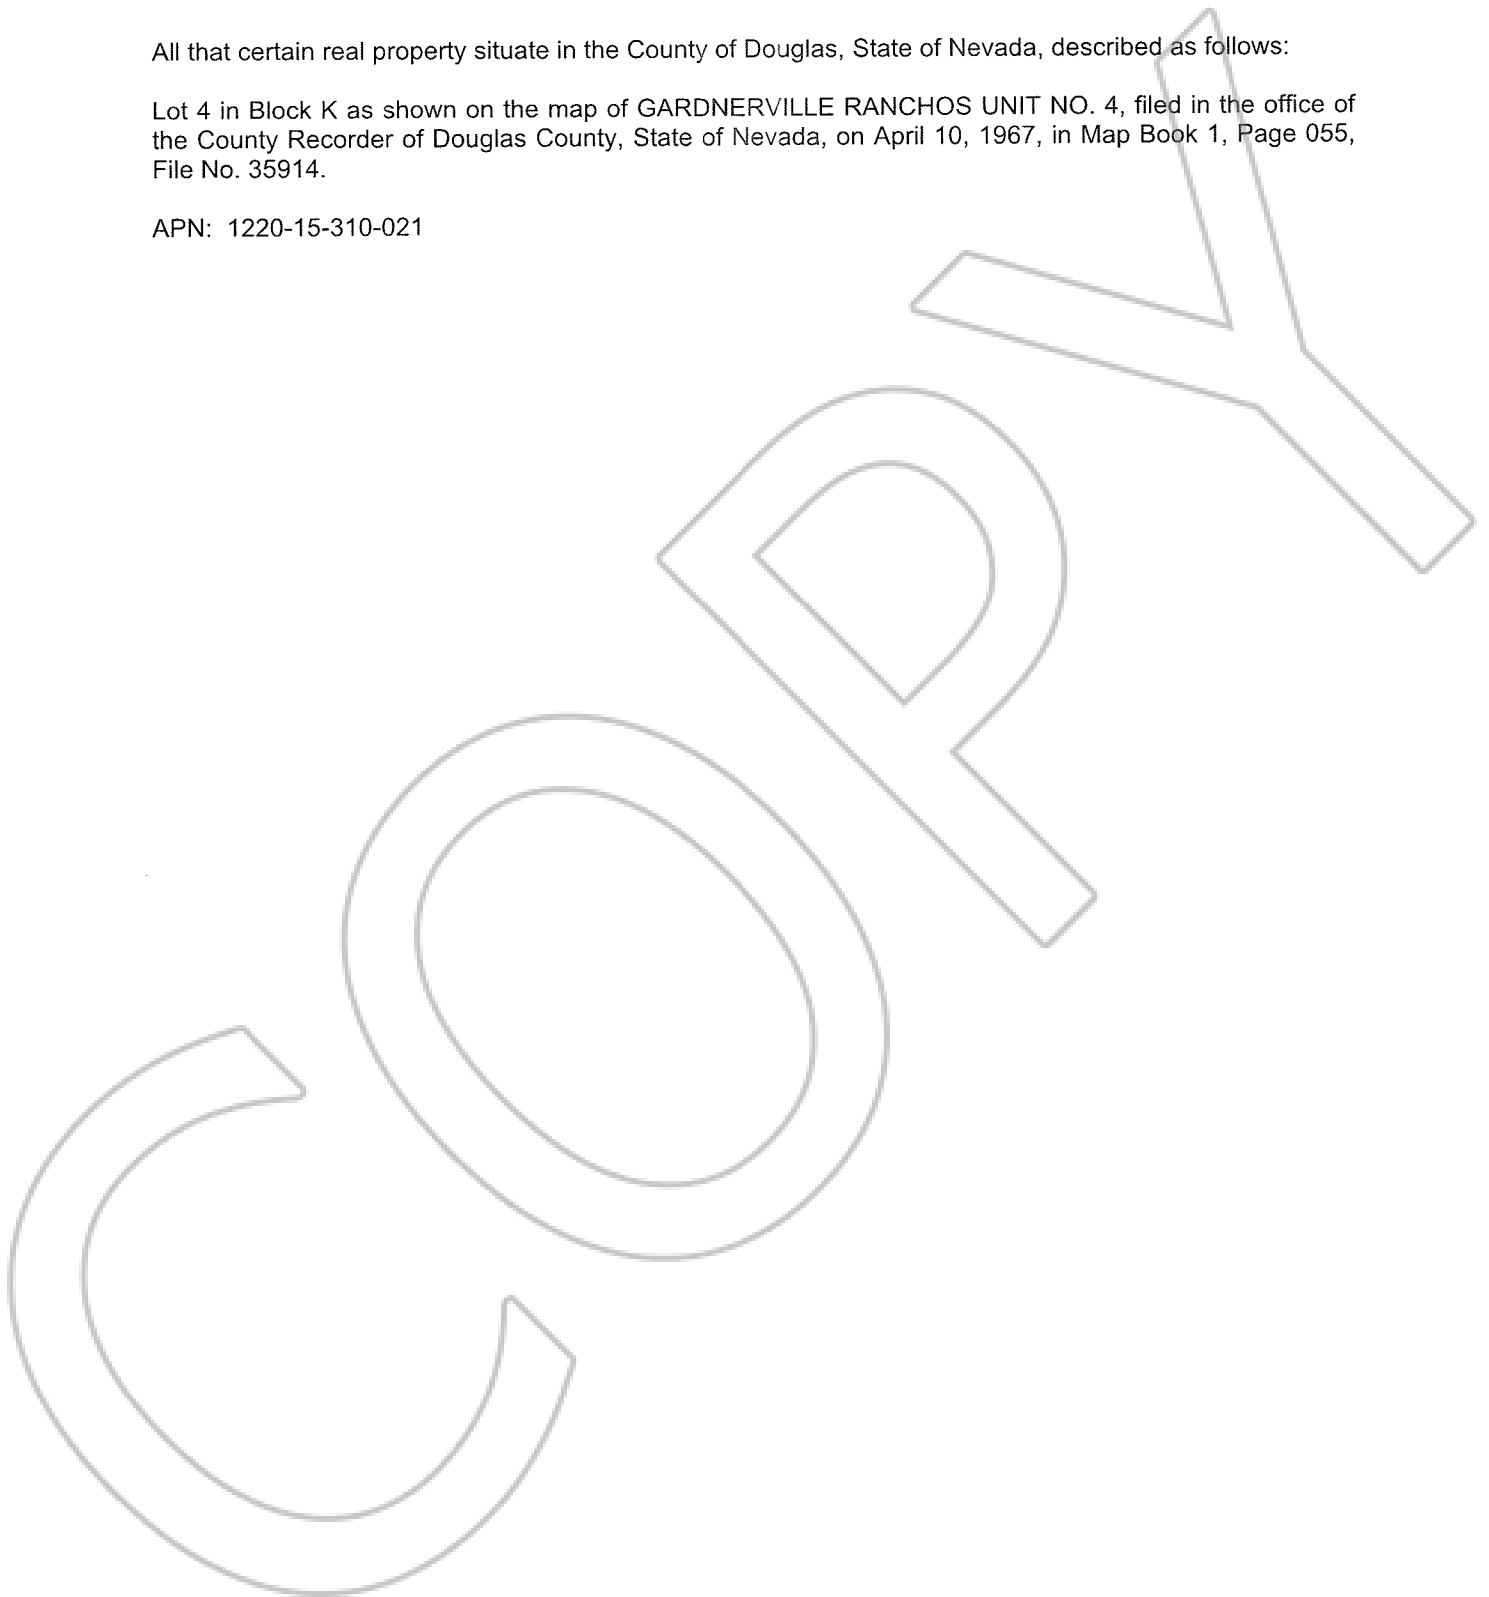 All that certain real property situate in the County of Douglas, State of Nevada, described as follows:
Lot 4 in Block K as shown on the map of GARDNERVILLE RANCHOS UNIT NO. 4, filed in the office of
the County Recorder of Douglas County, State of Nevada, on April 10, 1967, in Map Book 1, Page 055,
File No. 35914.
APN: 1220-15-310-021
COPY